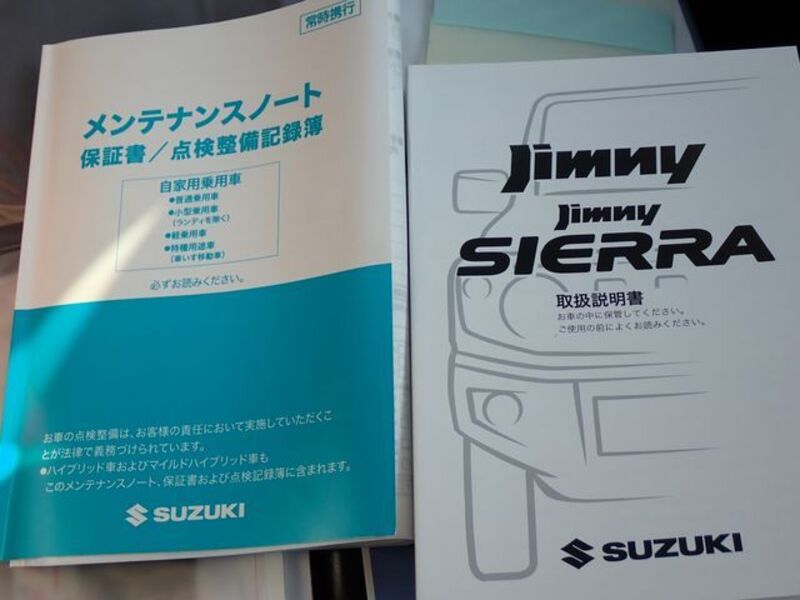 常時携行
メンテナンスノート
保証書/点検整備記録簿
自家用乗用車
●普通乗用車
●小型乗用車
(ランディを除く)
●軽乗用車
●特種用途車
(車いす移動車)
必ずお読みください。
お車の点検整備は、お客様の責任において実施していただくこ
とが法律で義務づけられています。
●ハイブリッド車およびマイルドハイブリッド車も
このメンテナンスノート、保証書および点検記録簿に含まれます。
SUZUKI
Jimny
Jimny
SIERRA
取扱説明書
お車の中に保管してください。
ご使用の前によくお読みください。
SUZUKI